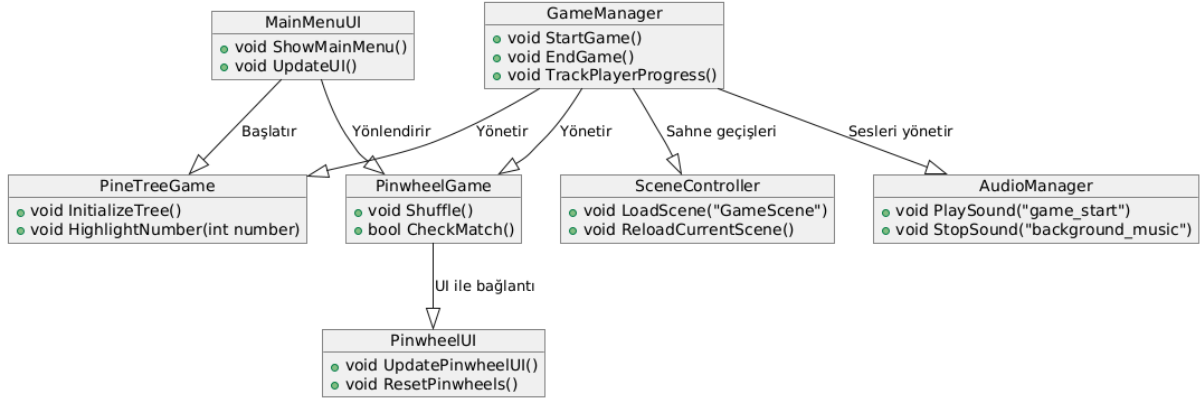 MainMenuUI
void ShowMainMenu()
void UpdateUI()
GameManager
void StartGame()
void EndGame()
void TrackPlayerProgress()
Başlatır
Yönlendirir
Yönetir
Yönetir
Sahne geçişleri
Sesleri yönetir
PineTreeGame
void InitializeTree()
void HighlightNumber(int number)
PinwheelGame
void Shuffle()
bool CheckMatch()
SceneController
void LoadScene("GameScene")
void ReloadCurrentScene()
AudioManager
void PlaySound("game_start")
void StopSound("background_music")
UI ile bağlantı
PinwheelUI
void UpdatePinwheelUI()
void ResetPinwheels()